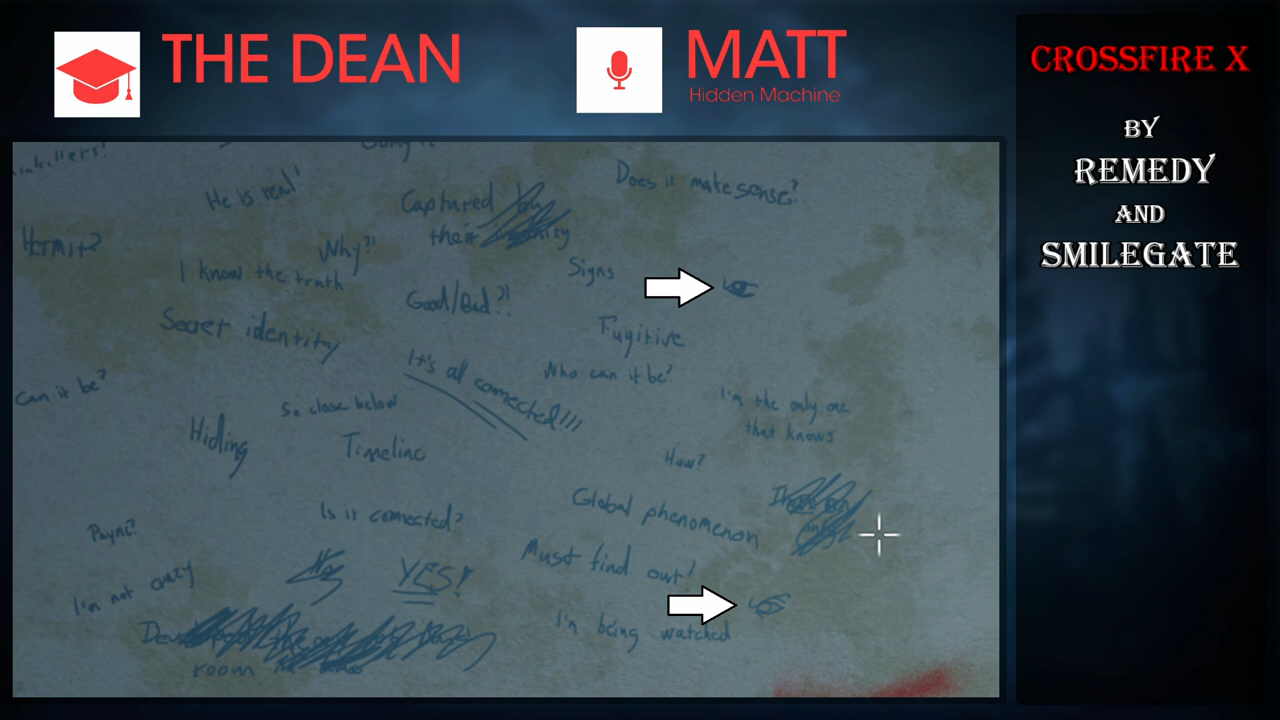 THE DEAN
MATT
Hidden Machine
CROSSFIRE X
BY
REMEDY
AND
SMILEGATE
He is real!
Captured by
their
Does it make sense?
Hermit?
Why?!
I know the truth
Signs
Good/Bad?!
Secret identity
Fugitive
It's all connected!!!
Who can it be?
Can it be?
So close below
I'm the only one
that knows
Hiding
Timeline
How?
Global phenomenon
Is it connected?
Payne?
Must find out!
I'm not crazy
No
YES!
I'm being watched
room